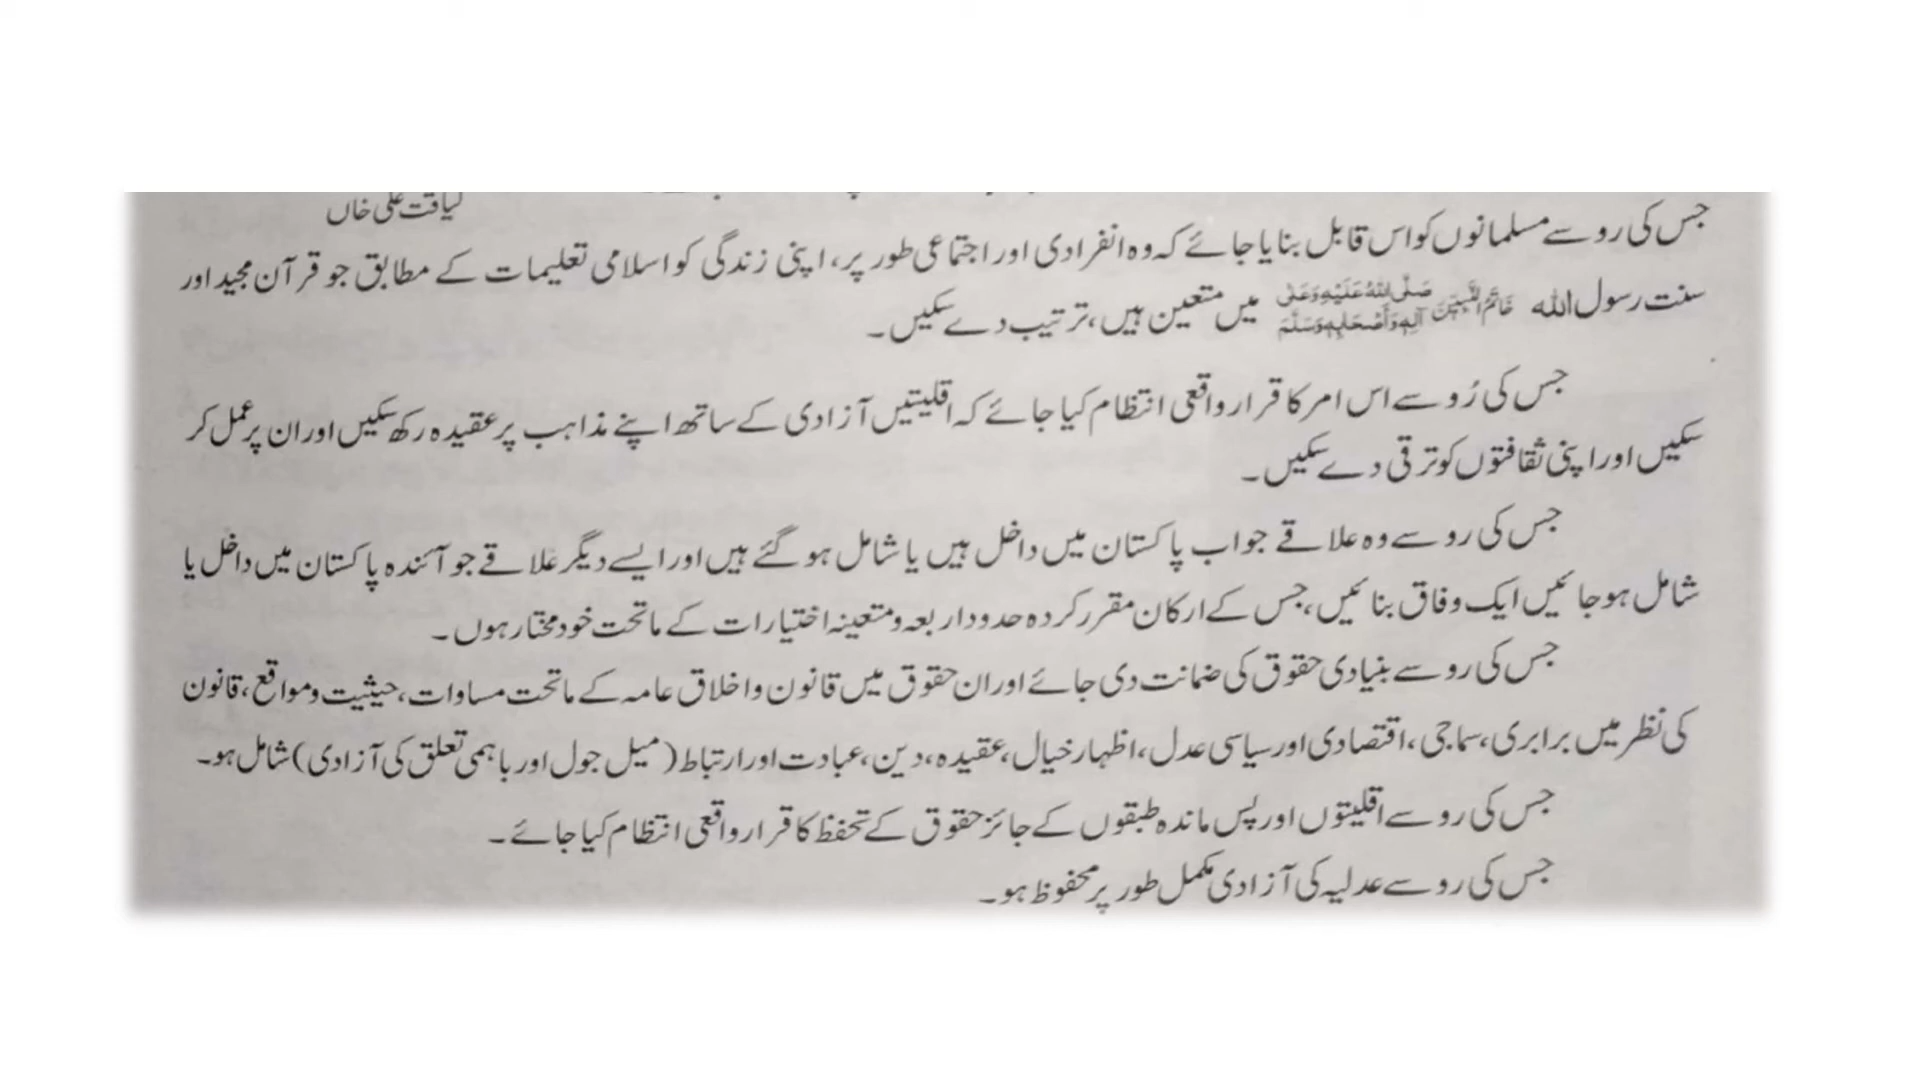 لیاقت علی خاں
جس کی رو سے مسلمانوں کو اس قابل بنایا جائے کہ وہ انفرادی اور اجتماعی طور پر، اپنی زندگی کو اسلامی تعلیمات کے مطابق جو قرآن مجید اور
سنت رسول اللہ خَاتَمُ النَّبِيّٖنَ صَلَّى اللهُ عَلَيْهِ وَعَلٰى آلِهٖ وَأَصْحَابِهٖ وَسَلَّمَ میں متعین ہیں، ترتیب دے سکیں۔
جس کی رُو سے اس امر کا قرار واقعی انتظام کیا جائے کہ اقلیتیں آزادی کے ساتھ اپنے مذاہب پر عقیدہ رکھ سکیں اور ان پر عمل کر
سکیں اور اپنی ثقافتوں کو ترقی دے سکیں۔
جس کی رو سے وہ علاقے جو اب پاکستان میں داخل ہیں یا شامل ہو گئے ہیں اور ایسے دیگر علاقے جو آئندہ پاکستان میں داخل یا
شامل ہو جائیں ایک وفاق بنائیں، جس کے ارکان مقرر کردہ حدود اربعہ و متعینہ اختیارات کے ماتحت خود مختار ہوں۔
جس کی رو سے بنیادی حقوق کی ضمانت دی جائے اور ان حقوق میں قانون و اخلاق عامہ کے ماتحت مساوات، حیثیت و مواقع، قانون
کی نظر میں برابری، سماجی، اقتصادی اور سیاسی عدل، اظہار خیال، عقیدہ، دین، عبادت اور ارتباط (میل جول اور باہمی تعلق کی آزادی) شامل ہو۔
جس کی رو سے اقلیتوں اور پس ماندہ طبقوں کے جائز حقوق کے تحفظ کا قرار واقعی انتظام کیا جائے۔
جس کی رو سے عدلیہ کی آزادی مکمل طور پر محفوظ ہو۔